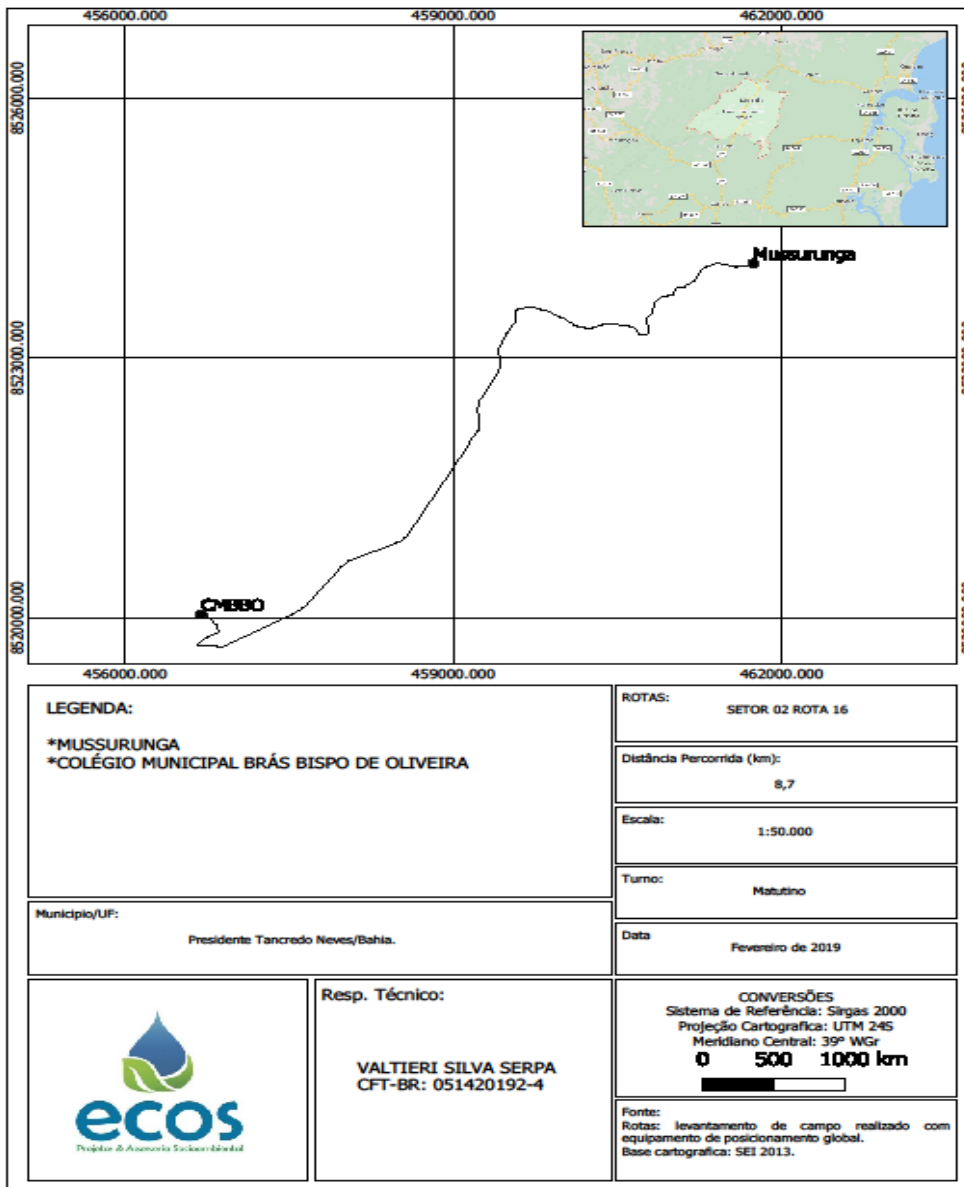 456000.000 459000.000 462000.000
8526000.000
8523000.000
8520000.000
Mussurunga
CMBBO
456000.000 459000.000 462000.000
LEGENDA:
*MUSSURUNGA
*COLÉGIO MUNICIPAL BRÁS BISPO DE OLIVEIRA
ROTAS:
SETOR 02 ROTA 16
Distância Percorrida (km):
8,7
Escala:
1:50.000
Turno:
Matutino
Municipio/UF:
Presidente Tancredo Neves/Bahia.
Data
Fevereiro de 2019
ecos
Projetos & Assessoria Socioambiental
Resp. Técnico:
VALTIERI SILVA SERPA
CFT-BR: 051420192-4
CONVERSÕES
Sistema de Referência: Sirgas 2000
Projeção Cartografica: UTM 24S
Meridiano Central: 39º WGr
0 500 1000 km
Fonte:
Rotas: levantamento de campo realizado com
equipamento de posicionamento global.
Base cartografica: SEI 2013.